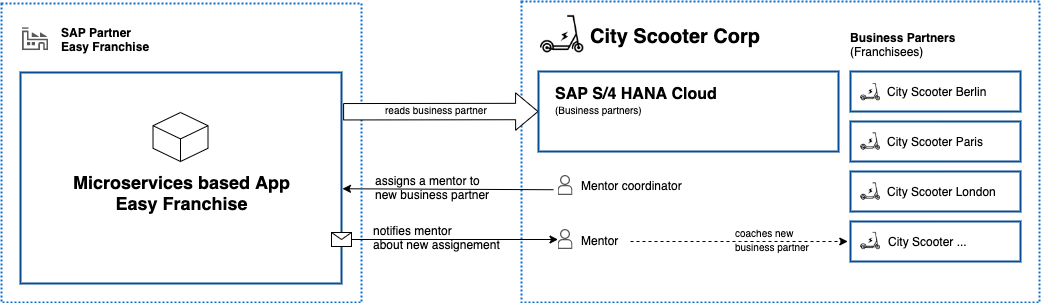 SAP Partner
Easy Franchise
Microservices based App
Easy Franchise
reads business partner
assigns a mentor to
new business partner
notifies mentor
about new assignement
City Scooter Corp
SAP S/4 HANA Cloud
(Business partners)
Mentor coordinator
Mentor
coaches new
business partner
Business Partners
(Franchisees)
City Scooter Berlin
City Scooter Paris
City Scooter London
City Scooter ...